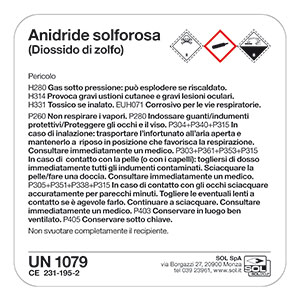 Anidride solforosa
(Diossido di zolfo)
Pericolo
H280 Gas sotto pressione: può esplodere se riscaldato.
H314 Provoca gravi ustioni cutanee e gravi lesioni oculari.
H331 Tossico se inalato. EUH071 Corrosivo per le vie respiratorie.
P260 Non respirare i vapori. P280 Indossare guanti/indumenti
protettivi/Proteggere gli occhi e il viso. P304+P340+P315 In
caso di inalazione: trasportare l'infortunato all'aria aperta e
mantenerlo a riposo in posizione che favorisca la respirazione.
Consultare immediatamente un medico. P303+P361+P353+P315
In caso di contatto con la pelle (o con i capelli): togliersi di dosso
immediatamente tutti gli indumenti contaminati. Sciacquare la
pelle/fare una doccia. Consultare immediatamente un medico.
P305+P351+P338+P315 In caso di contatto con gli occhi sciacquare
accuratamente per parecchi minuti. Togliere le eventuali lenti a
contatto se è agevole farlo. Continuare a sciacquare. Consultare
immediatamente un medico. P403 Conservare in luogo ben
ventilato. P405 Conservare sotto chiave.
Non svuotare completamente il recipiente.
UN 1079
CE 231-195-2
SOL SpA
via Borgazzi 27, 20900 Monza
tel 039 23961, www.sol.it
SOL